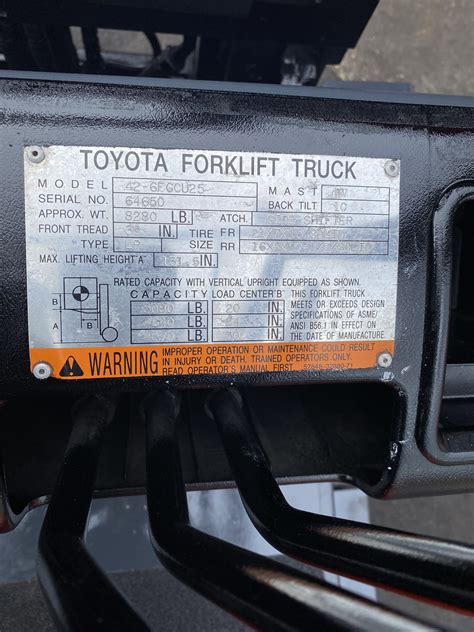 TOYOTA FORKLIFT TRUCK
MODEL 42-6FGCU25 MAST
SERIAL NO. 64650 BACK TILT 10
APPROX. WT. 8280 LB. ATCH. SHIFTER
FRONT TREAD IN. TIRE FR
TYPE LP SIZE RR
MAX. LIFTING HEIGHT A IN.
RATED CAPACITY WITH VERTICAL UPRIGHT EQUIPPED AS SHOWN.
CAPACITY LOAD CENTER B THIS FORKLIFT TRUCK
LB. 20 IN. MEETS OR EXCEEDS DESIGN
LB. IN. SPECIFICATIONS OF ASME/
LB. IN. ANSI B56.1 IN EFFECT ON
THE DATE OF MANUFACTURE
A
B
B
WARNING IMPROPER OPERATION OR MAINTENANCE COULD RESULT
IN INJURY OR DEATH. TRAINED OPERATORS ONLY.
READ OPERATOR'S MANUAL FIRST.